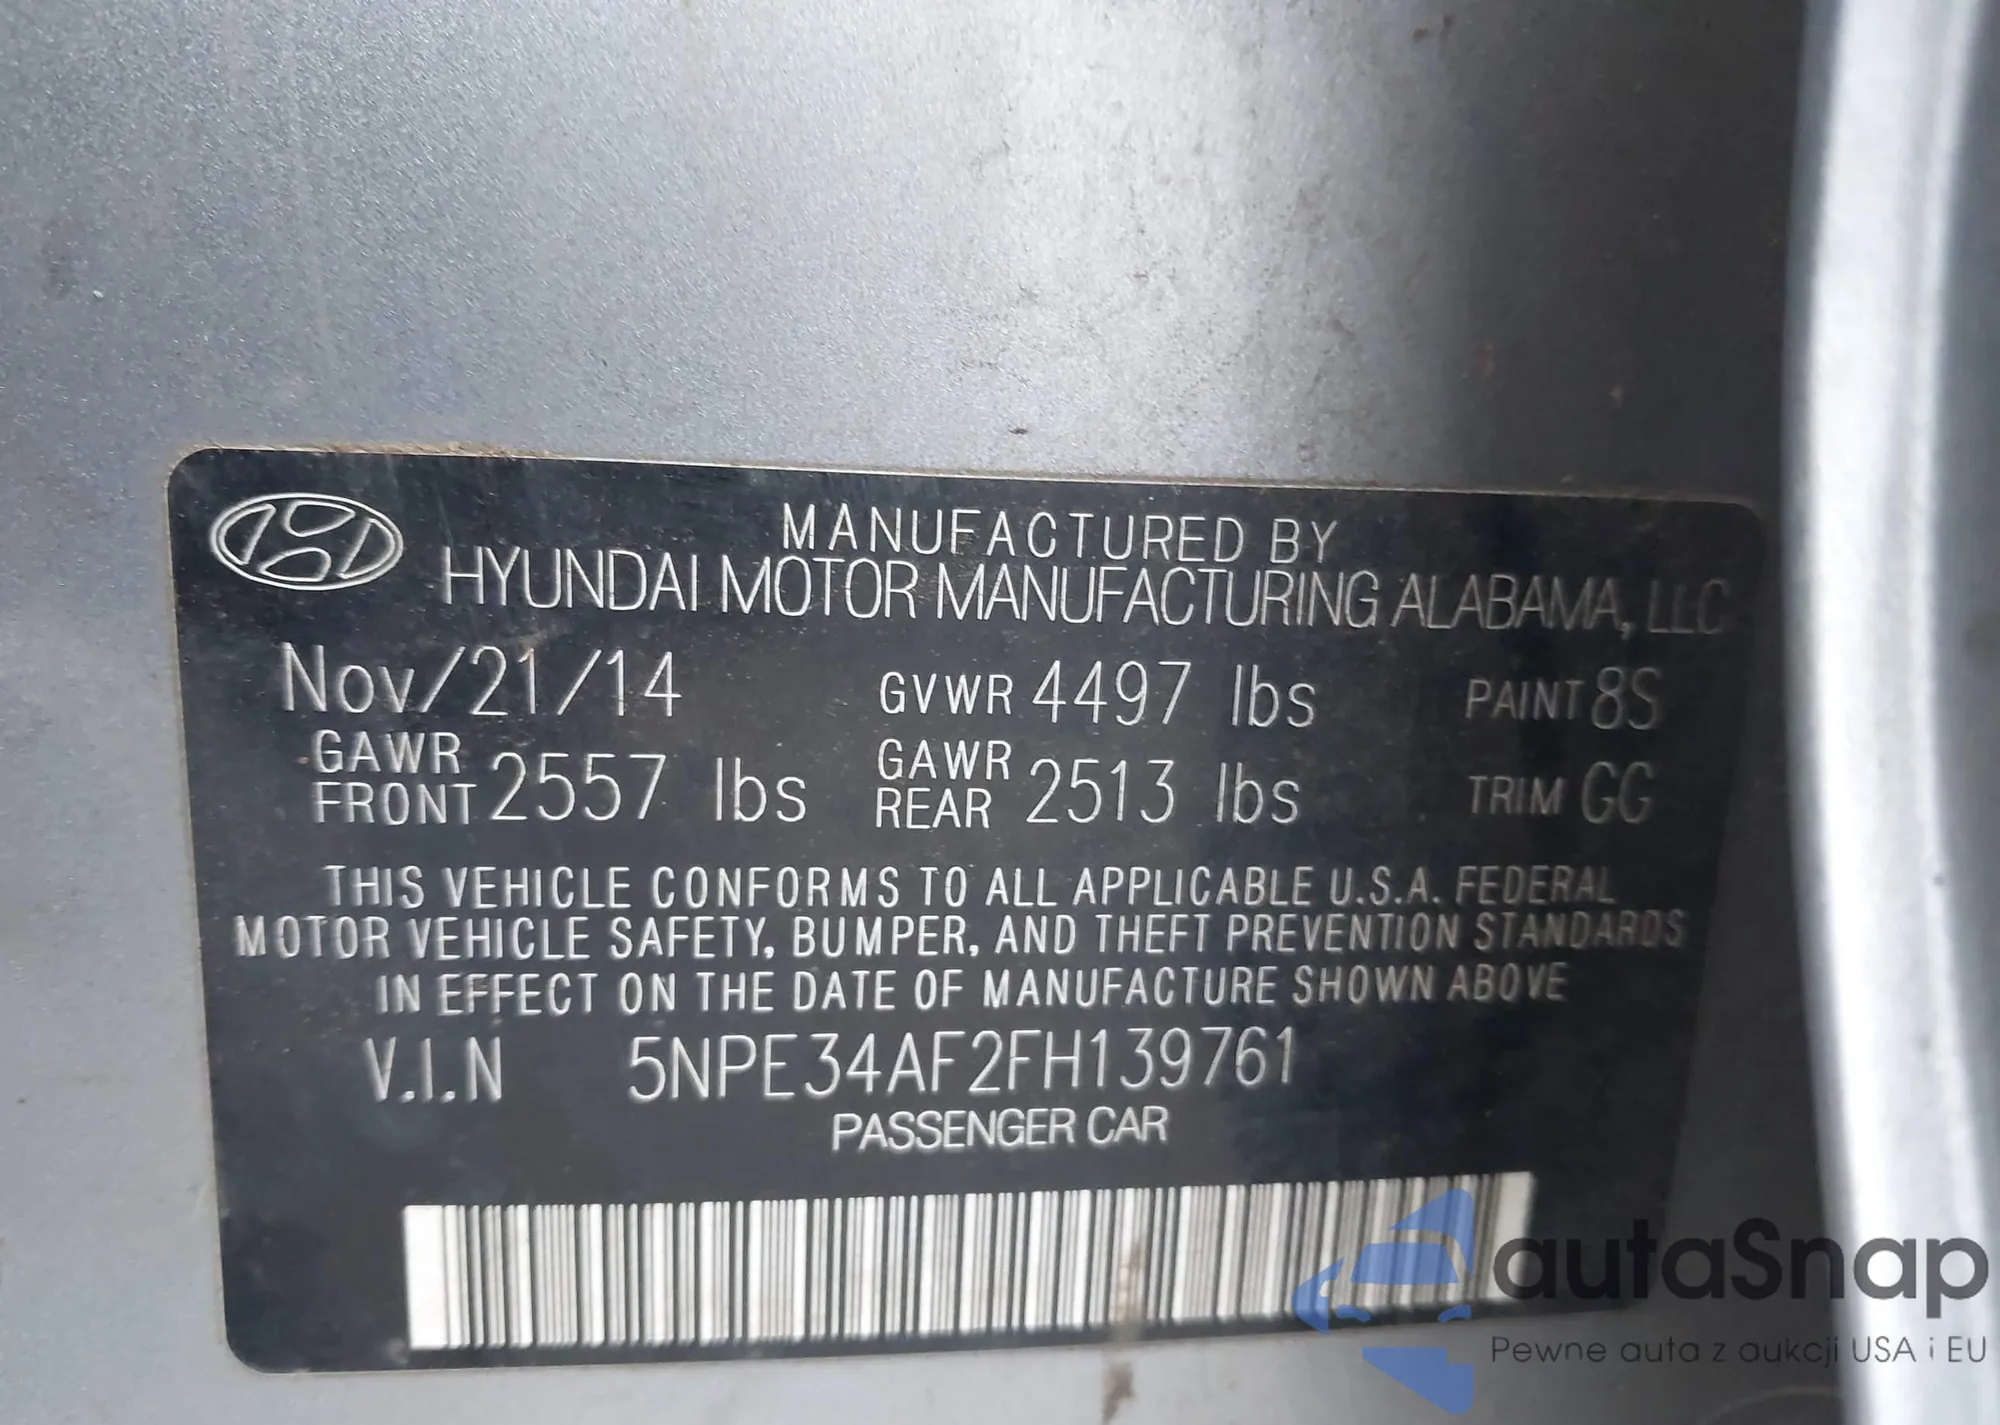 MANUFACTURED BY
HYUNDAI MOTOR MANUFACTURING ALABAMA, LLC
Nov/21/14 GVWR 4497 lbs PAINT 8S
GAWR FRONT 2557 lbs GAWR REAR 2513 lbs TRIM GG
THIS VEHICLE CONFORMS TO ALL APPLICABLE U.S.A. FEDERAL
MOTOR VEHICLE SAFETY, BUMPER, AND THEFT PREVENTION STANDARDS
IN EFFECT ON THE DATE OF MANUFACTURE SHOWN ABOVE
V.I.N 5NPE34AF2FH139761
PASSENGER CAR
autaSnap
Pewne auta z aukcji USA i EU